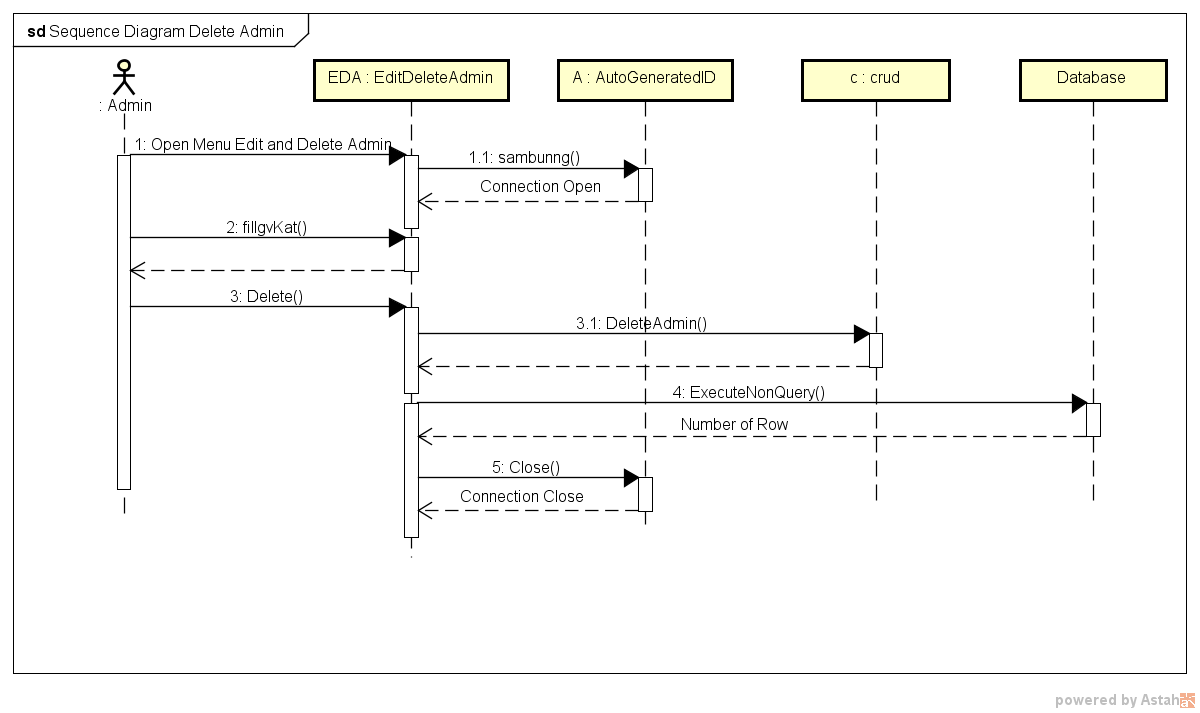 sd Sequence Diagram Delete Admin
: Admin
EDA : EditDeleteAdmin
A : AutoGeneratedID
c : crud
Database
1: Open Menu Edit and Delete Admin
1.1: sambunng()
Connection Open
2: fillgvKat()
3: Delete()
3.1: DeleteAdmin()
4: ExecuteNonQuery()
Number of Row
5: Close()
Connection Close
powered by Astah